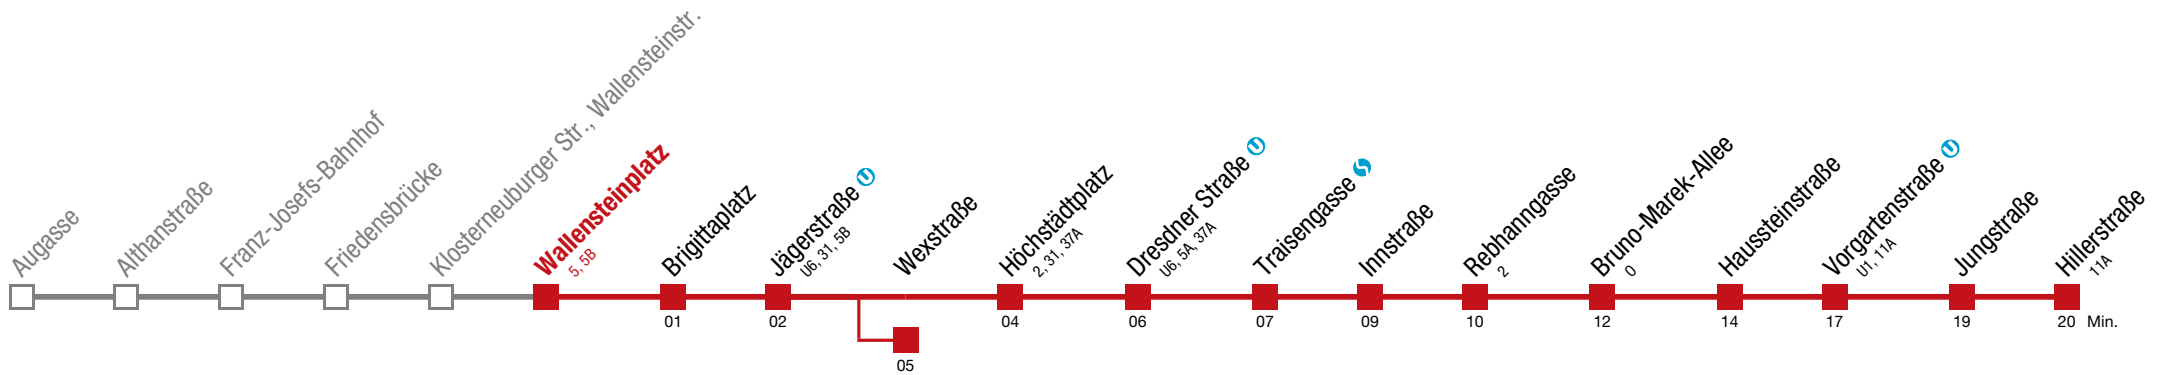 Augasse
Althanstraße
Franz-Josefs-Bahnhof
Friedensbrücke
Klosterneuburger Str., Wallensteinstr.
Wallensteinplatz
5, 5B
Brigittaplatz
01
Jägerstraße U
U6, 31, 5B
02
Wexstraße
05
Höchstädtplatz
2, 31, 37A
04
Dresdner Straße U
U6, 5A, 37A
06
Traisengasse
07
Innstraße
09
Rebhanngasse
2
10
Bruno-Marek-Allee
0
12
Haussteinstraße
14
Vorgartenstraße U
U1, 11A
17
Jungstraße
19
Hillerstraße
11A
20 Min.